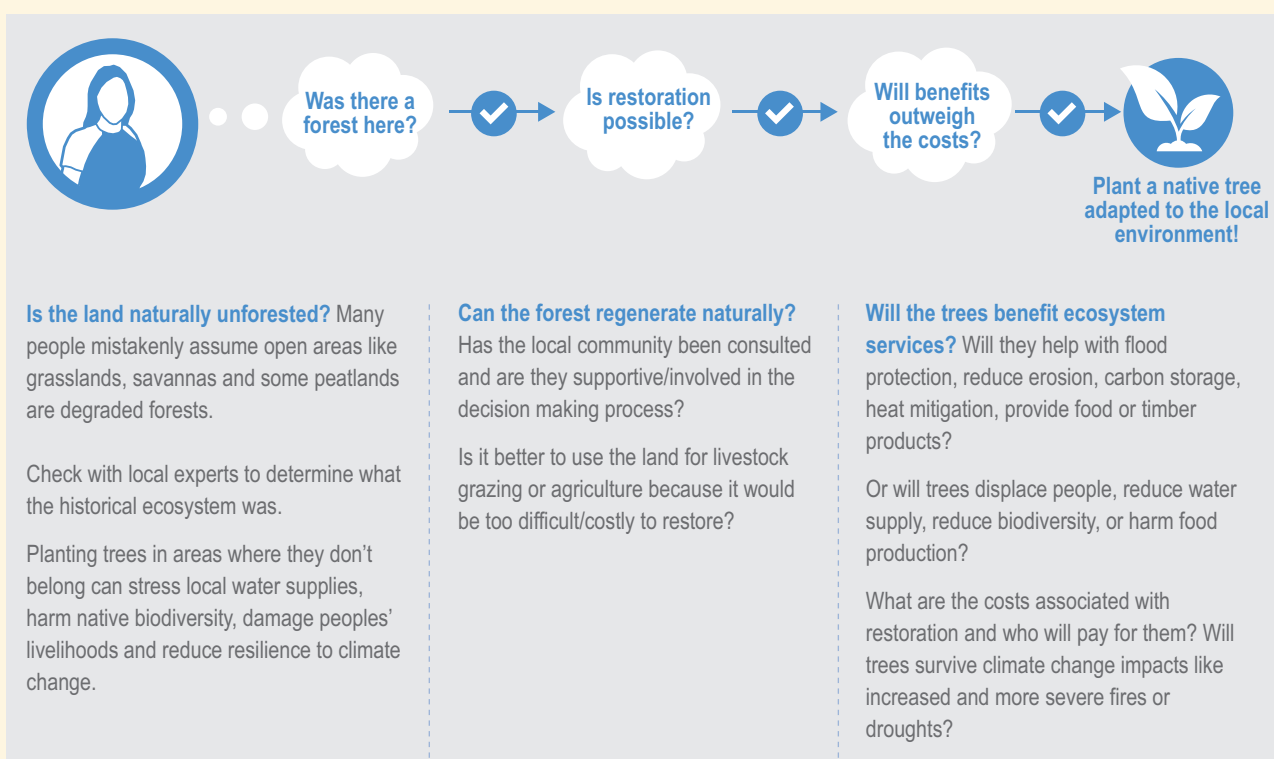 Was there a
forest here?
Is restoration
possible?
Will benefits
outweigh
the costs?
Plant a native tree
adapted to the local
environment!
Is the land naturally unforested? Many
people mistakenly assume open areas like
grasslands, savannas and some peatlands
are degraded forests.
Check with local experts to determine what
the historical ecosystem was.
Planting trees in areas where they don’t
belong can stress local water supplies,
harm native biodiversity, damage peoples’
livelihoods and reduce resilience to climate
change.
Can the forest regenerate naturally?
Has the local community been consulted
and are they supportive/involved in the
decision making process?
Is it better to use the land for livestock
grazing or agriculture because it would
be too difficult/costly to restore?
Will the trees benefit ecosystem
services? Will they help with flood
protection, reduce erosion, carbon storage,
heat mitigation, provide food or timber
products?
Or will trees displace people, reduce water
supply, reduce biodiversity, or harm food
production?
What are the costs associated with
restoration and who will pay for them? Will
trees survive climate change impacts like
increased and more severe fires or
droughts?